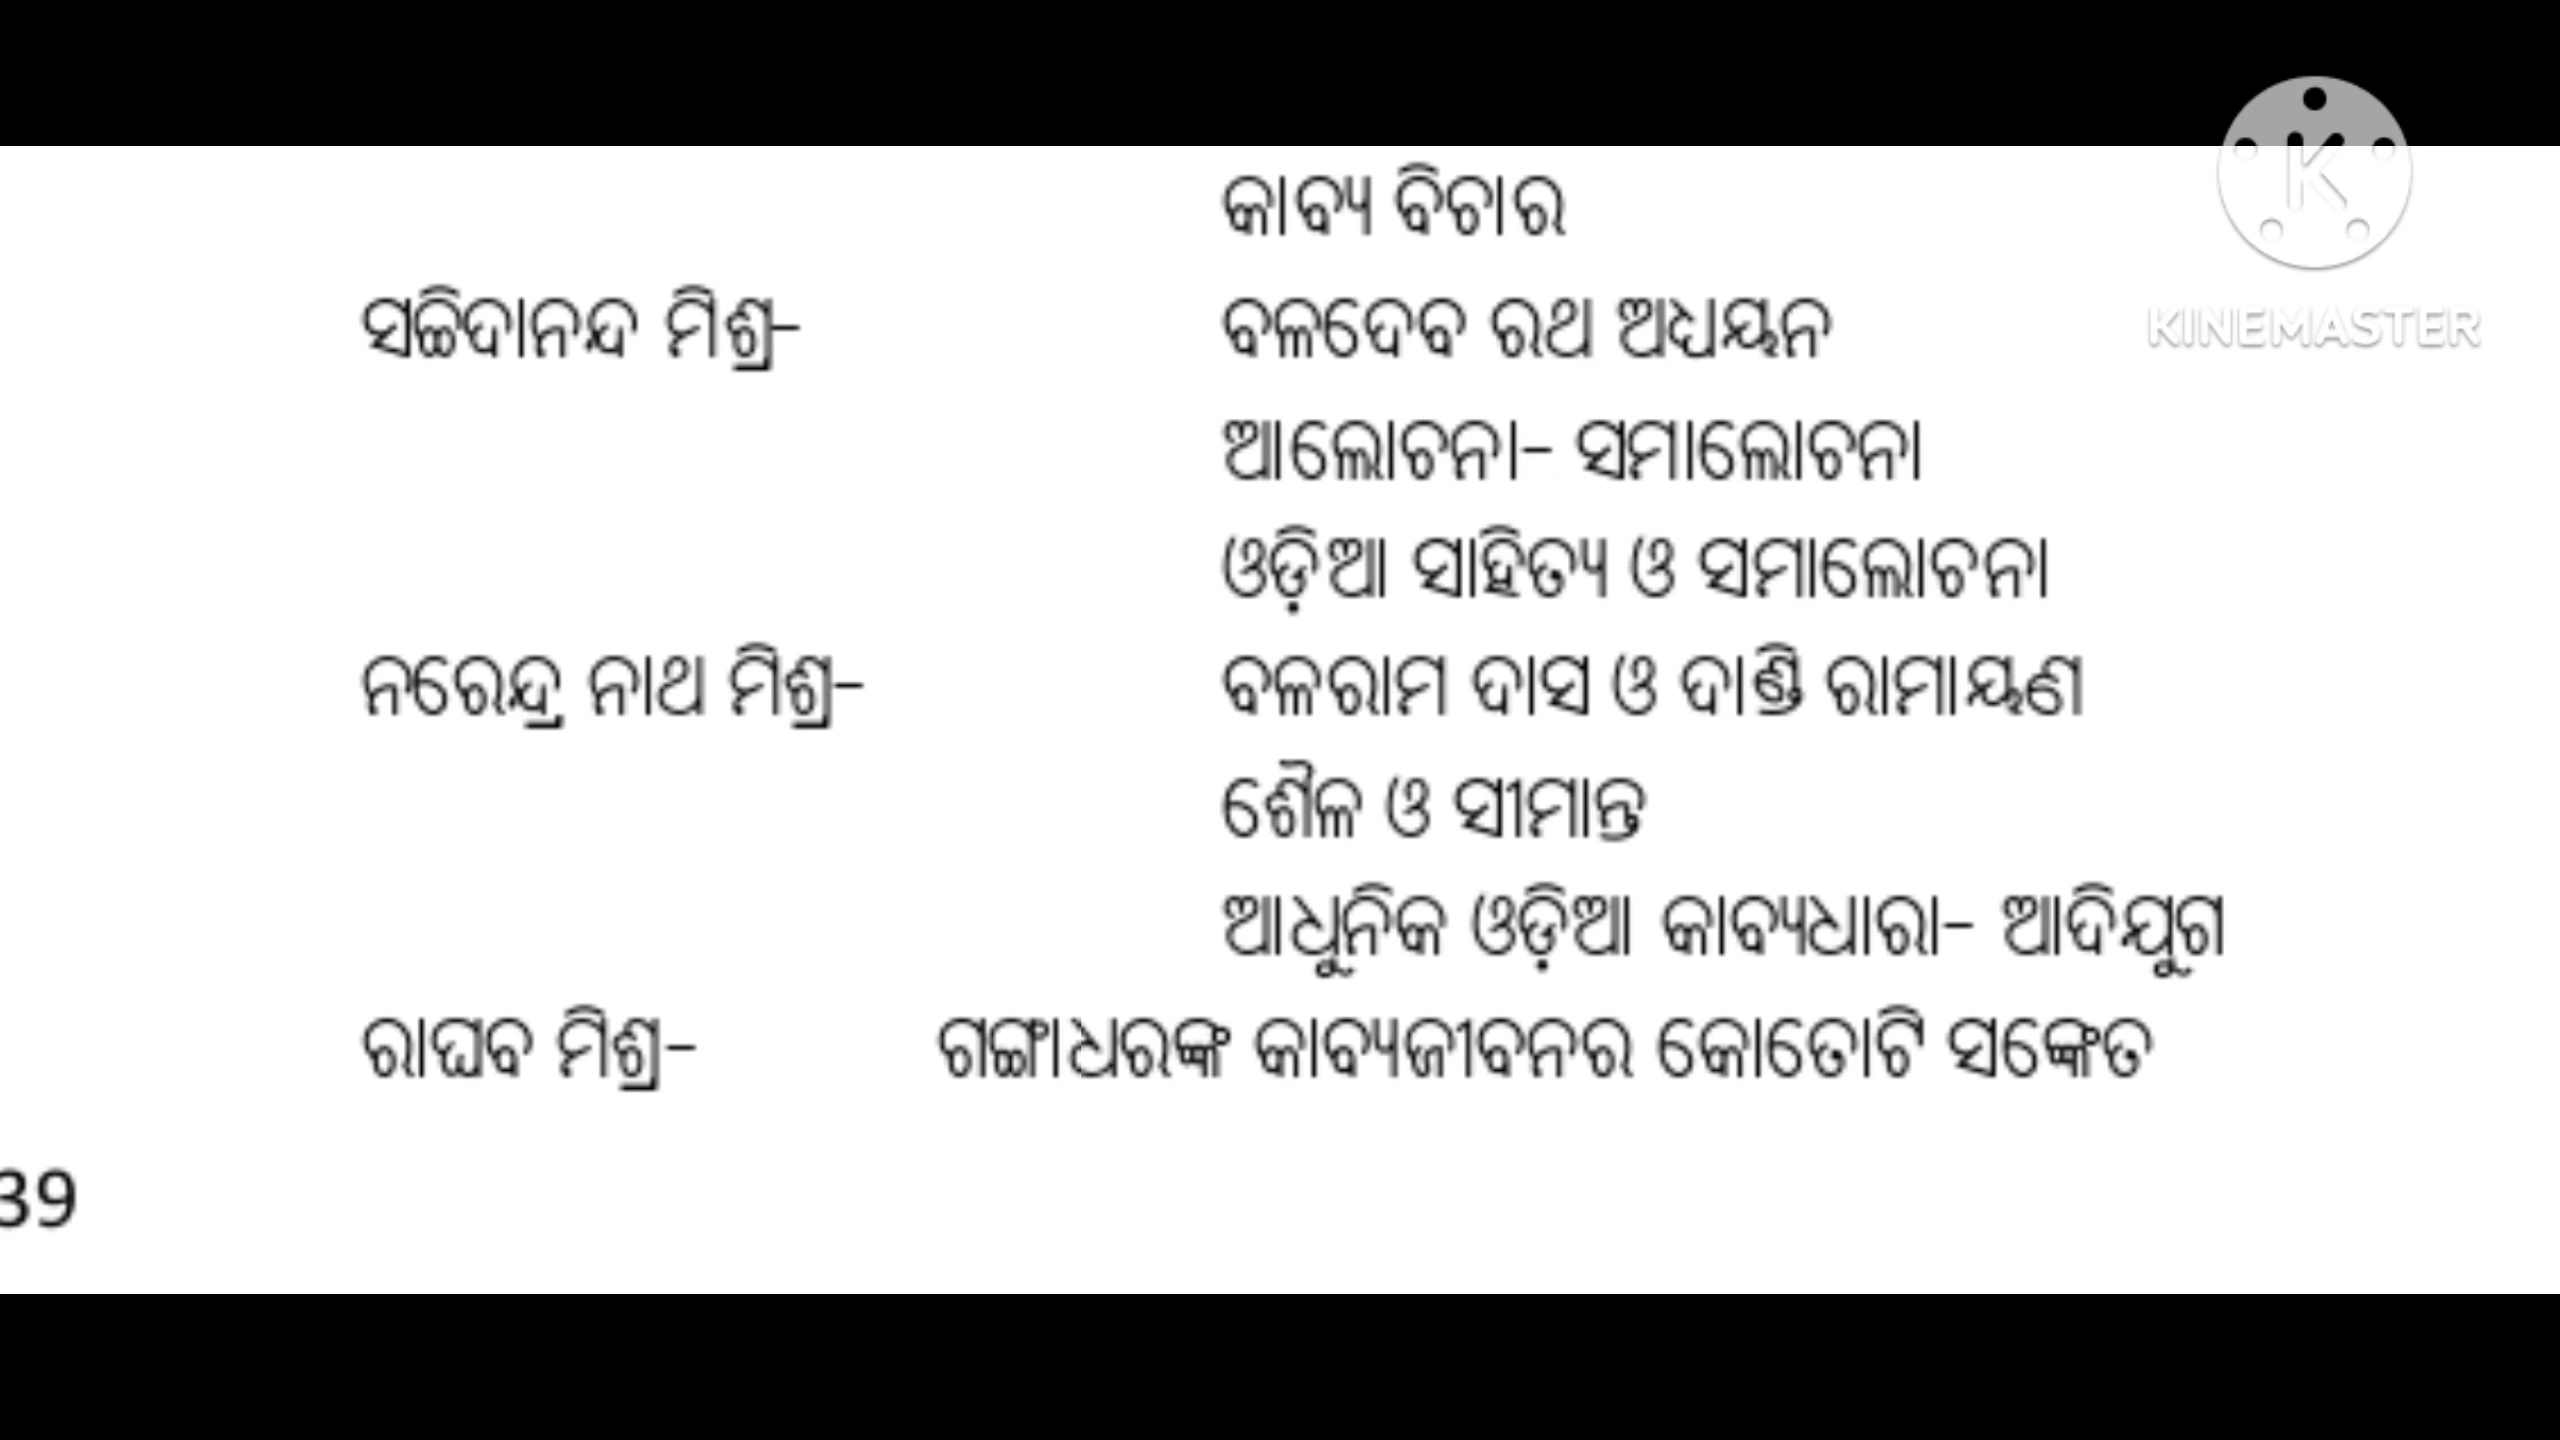 କାବ୍ୟ ବିଚାର
ସଚ୍ଚିଦାନନ୍ଦ ମିଶ୍ର- ବଳଦେବ ରଥ ଅଧ୍ୟୟନ
ଆଲୋଚନା- ସମାଲୋଚନା
ଓଡ଼ିଆ ସାହିତ୍ୟ ଓ ସମାଲୋଚନା
ନରେନ୍ଦ୍ର ନାଥ ମିଶ୍ର- ବଳରାମ ଦାସ ଓ ଦାଣ୍ଡି ରାମାୟଣ
ଶୈଳ ଓ ସୀମାନ୍ତ
ଆଧୁନିକ ଓଡ଼ିଆ କାବ୍ୟଧାରା- ଆଦିଯୁଗ
ରାଘବ ମିଶ୍ର- ଗଙ୍ଗାଧରଙ୍କ କାବ୍ୟଜୀବନର କୋତୋଟି ସଙ୍କେତ
39
KINEMASTER